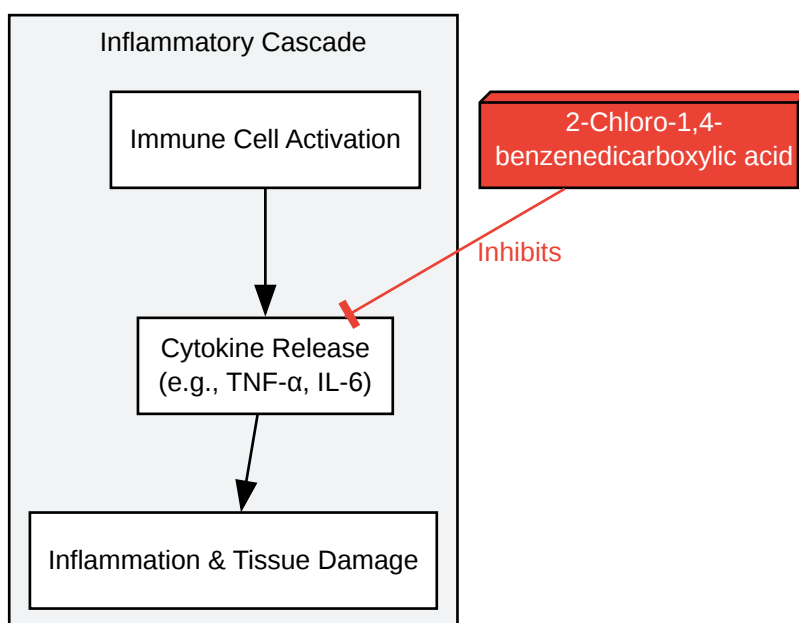 Inflammatory Cascade
Immune Cell Activation
2-Chloro-1,4-
benzenedicarboxylic acid
Inhibits
Cytokine Release
(e.g., TNF-α, IL-6)
Inflammation & Tissue Damage